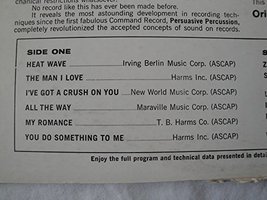 chanical restrictions whatsoever.
No record like this has ever been made before.
It reveals the most astounding development in recording tech-
niques since the first fabulous Command Record, Persuasive Percussion,
completely revolutionized the accepted concepts of sound on records.
Ori
SIDE ONE
HEAT WAVE Irving Berlin Music Corp. (ASCAP)
THE MAN I LOVE Harms Inc. (ASCAP)
I'VE GOT A CRUSH ON YOU New World Music Corp. (ASCAP)
ALL THE WAY Maraville Music Corp. (ASCAP)
MY ROMANCE T. B. Harms Co. (ASCAP)
YOU DO SOMETHING TO ME Harms Inc. (ASCAP)
Enjoy the full program and technical data presented in detai